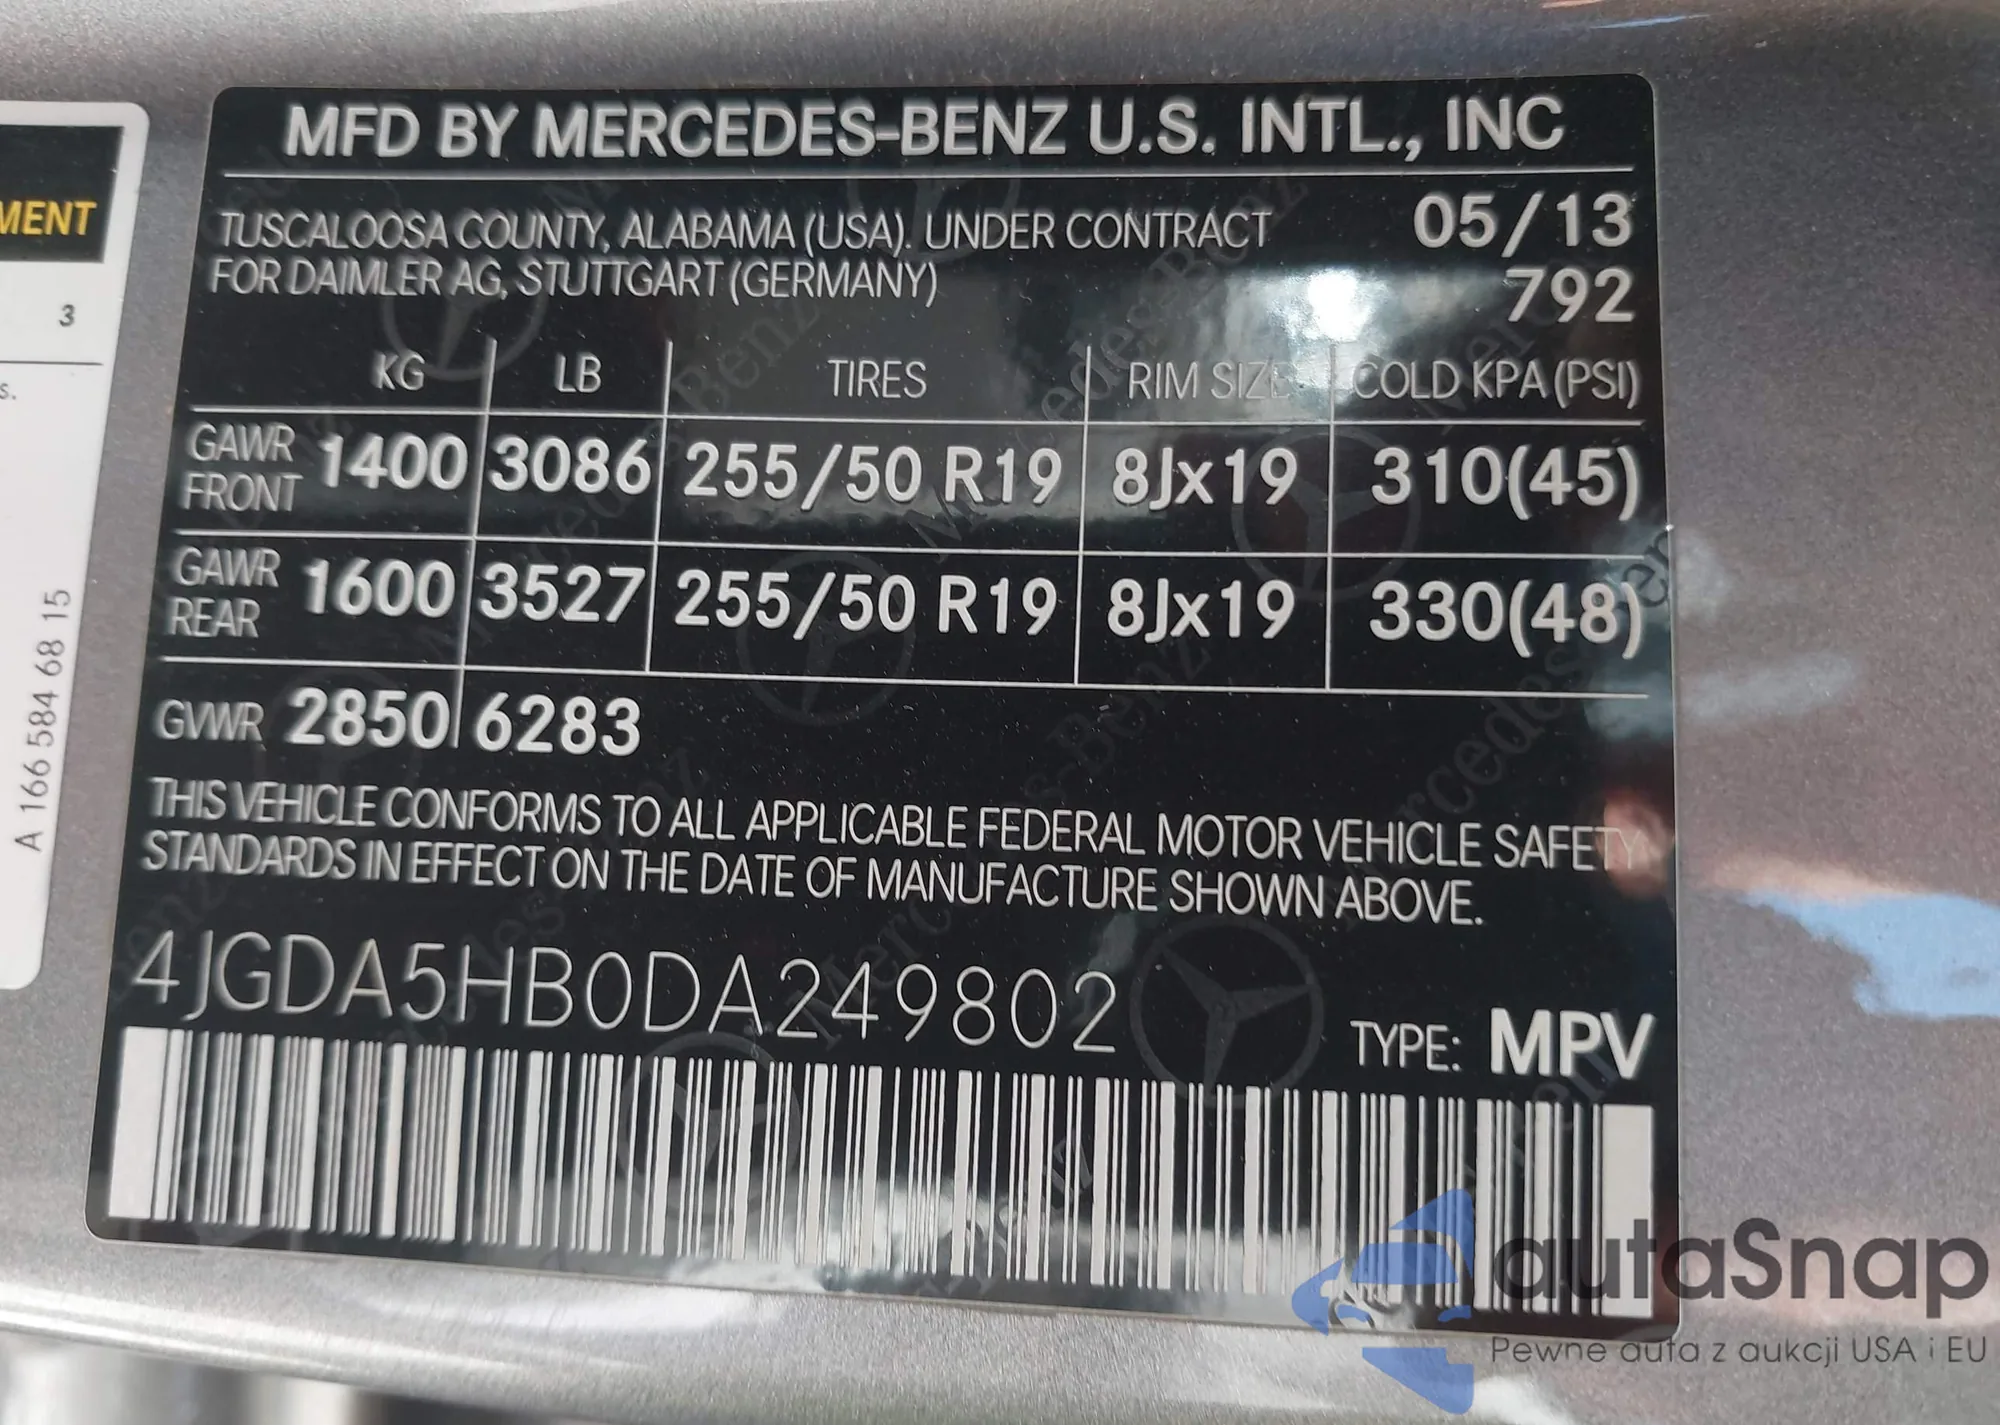 MENT
3
s.
A 166 584 68 15
MFD BY MERCEDES-BENZ U.S. INTL., INC
TUSCALOOSA COUNTY, ALABAMA (USA). UNDER CONTRACT
FOR DAIMLER AG, STUTTGART (GERMANY)
05/13
792
KG LB TIRES RIM SIZE COLD KPA (PSI)
GAWR FRONT 1400 3086 255/50 R19 8Jx19 310(45)
GAWR REAR 1600 3527 255/50 R19 8Jx19 330(48)
GVWR 2850 6283
THIS VEHICLE CONFORMS TO ALL APPLICABLE FEDERAL MOTOR VEHICLE SAFETY
STANDARDS IN EFFECT ON THE DATE OF MANUFACTURE SHOWN ABOVE.
4JGDA5HB0DA249802
TYPE: MPV
autaSnap
Pewne auta z aukcji USA i EU